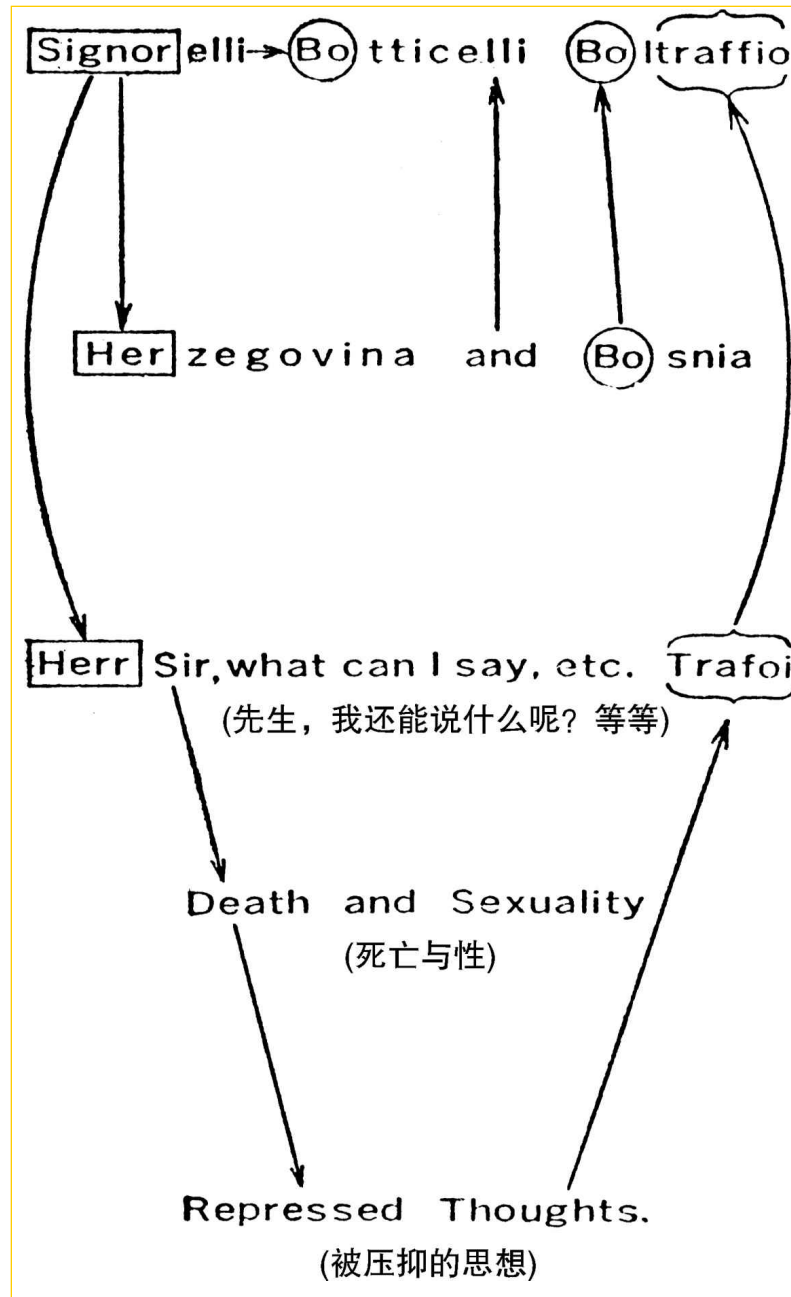 Signorelli→Botticelli Boltraffio
Herzegovina and Bosnia
Herr Sir, what can I say, etc. Trafoi
(先生，我还能说什么呢？等等)
Death and Sexuality
(死亡与性)
Repressed Thoughts.
(被压抑的思想)